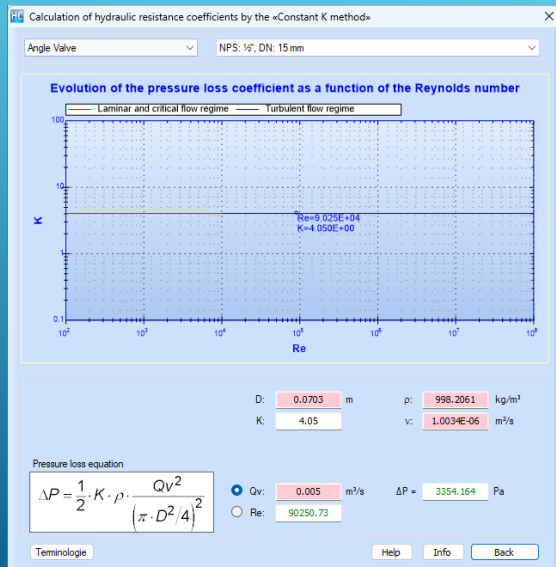 HC Calculation of hydraulic resistance coefficients by the «Constant K method»
Angle Valve NPS: ½", DN: 15 mm
Evolution of the pressure loss coefficient as a function of the Reynolds number
Laminar and critical flow regime Turbulent flow regime
100
10
K
1
0.1
Re=9.025E+04
K=4.050E+00
10² 10³ 10⁴ 10⁵ 10⁶ 10⁷ 10⁸
Re
D: 0.0703 m ρ: 998.2061 kg/m³
K: 4.05 ν: 1.0034E-06 m²/s
Pressure loss equation
ΔP = 1/2 · K · ρ · Qv² / (π · D²/4)²
Qv: 0.005 m³/s ΔP = 3354.164 Pa
Re: 90250.73
Terminologie Help Info Back